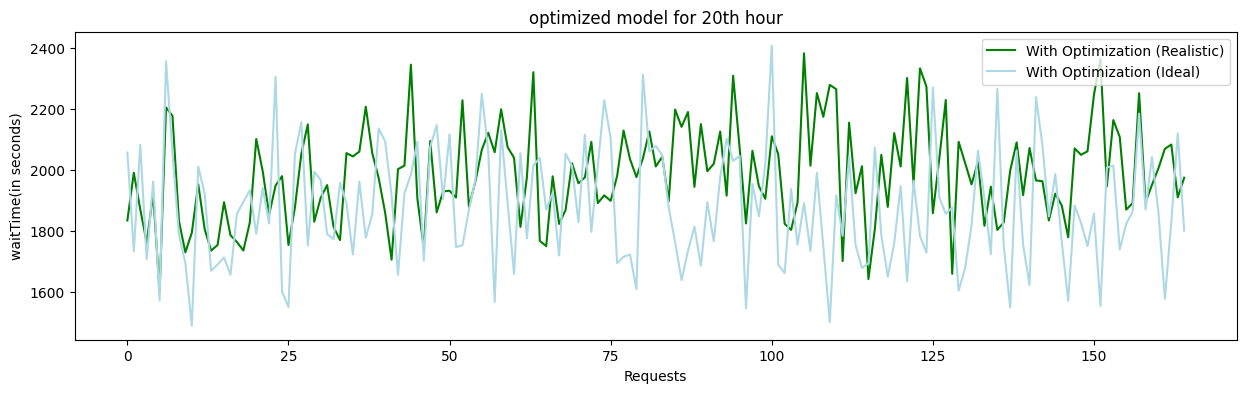 optimized model for 20th hour
With Optimization (Realistic)
With Optimization (Ideal)
waitTime(in seconds)
2400
2200
2000
1800
1600
0 25 50 75 100 125 150
Requests